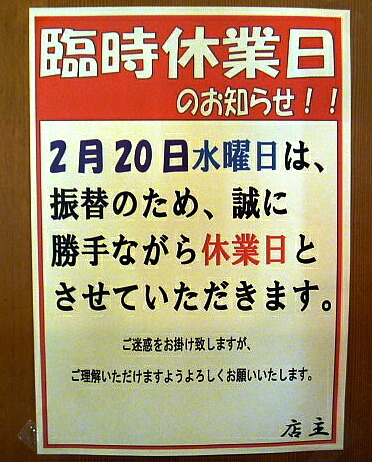 臨時休業日
のお知らせ！！
2月20日水曜日は、
振替のため、誠に
勝手ながら休業日と
させていただきます。
ご迷惑をお掛け致しますが、
ご理解いただけますようよろしくお願いいたします。
店主